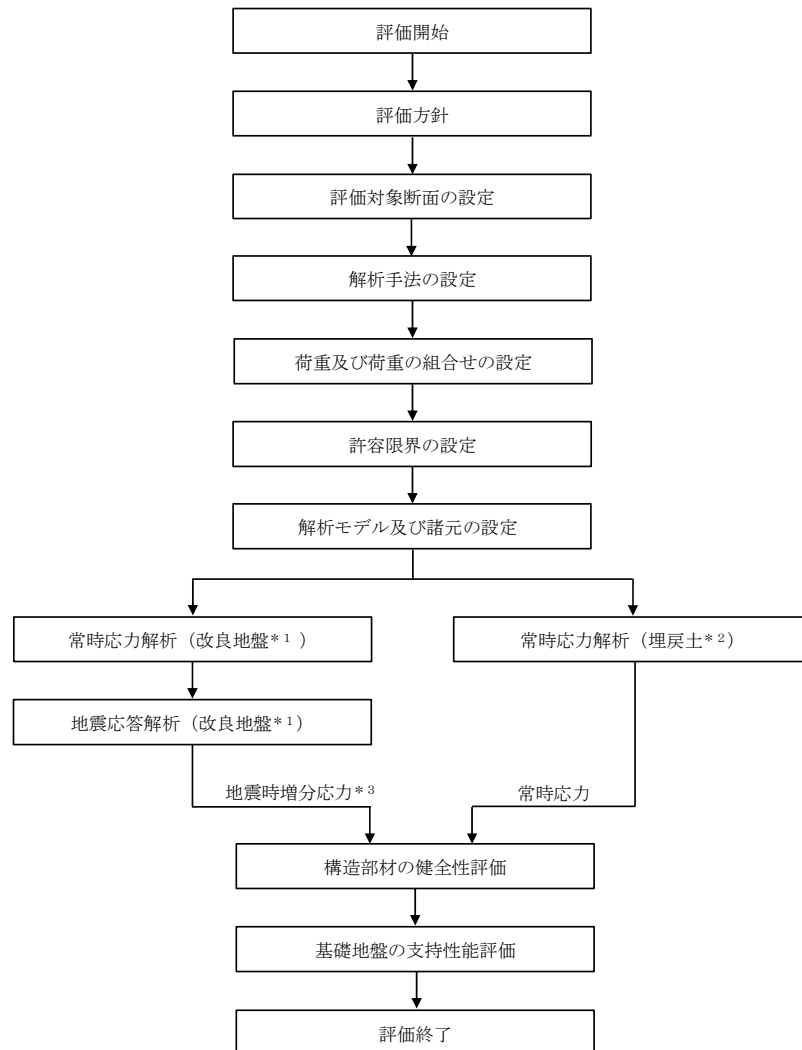 評価開始
評価方針
評価対象断面の設定
解析手法の設定
荷重及び荷重の組合せの設定
許容限界の設定
解析モデル及び諸元の設定
常時応力解析（改良地盤*¹）
常時応力解析（埋戻土*²）
地震応答解析（改良地盤*¹）
地震時増分応力*³
常時応力
構造部材の健全性評価
基礎地盤の支持性能評価
評価終了